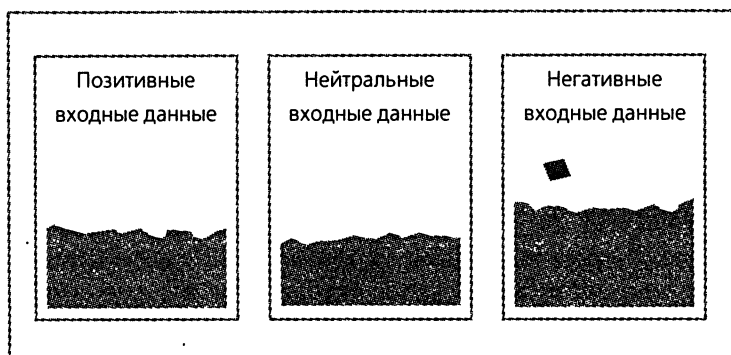 Позитивные
входные данные
Нейтральные
входные данные
Негативные
входные данные